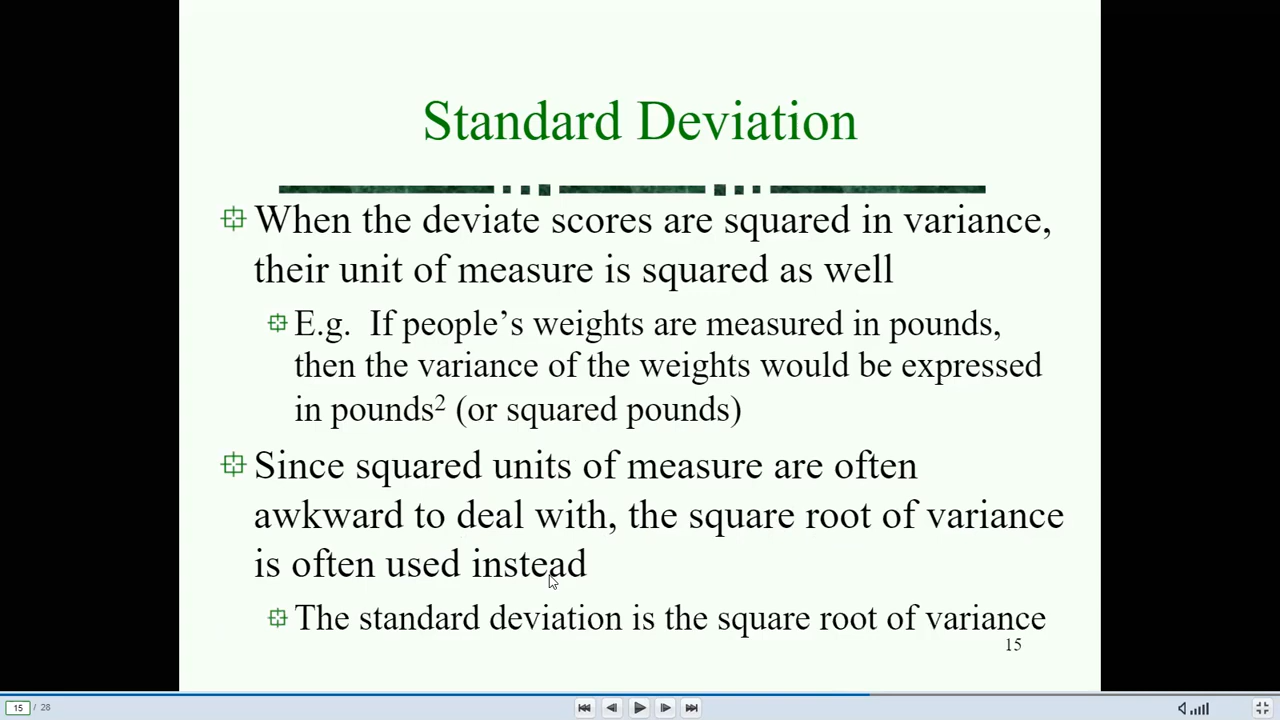 Standard Deviation
When the deviate scores are squared in variance,
their unit of measure is squared as well
E.g. If people’s weights are measured in pounds,
then the variance of the weights would be expressed
in pounds² (or squared pounds)
Since squared units of measure are often
awkward to deal with, the square root of variance
is often used instead
The standard deviation is the square root of variance
15
15 / 28